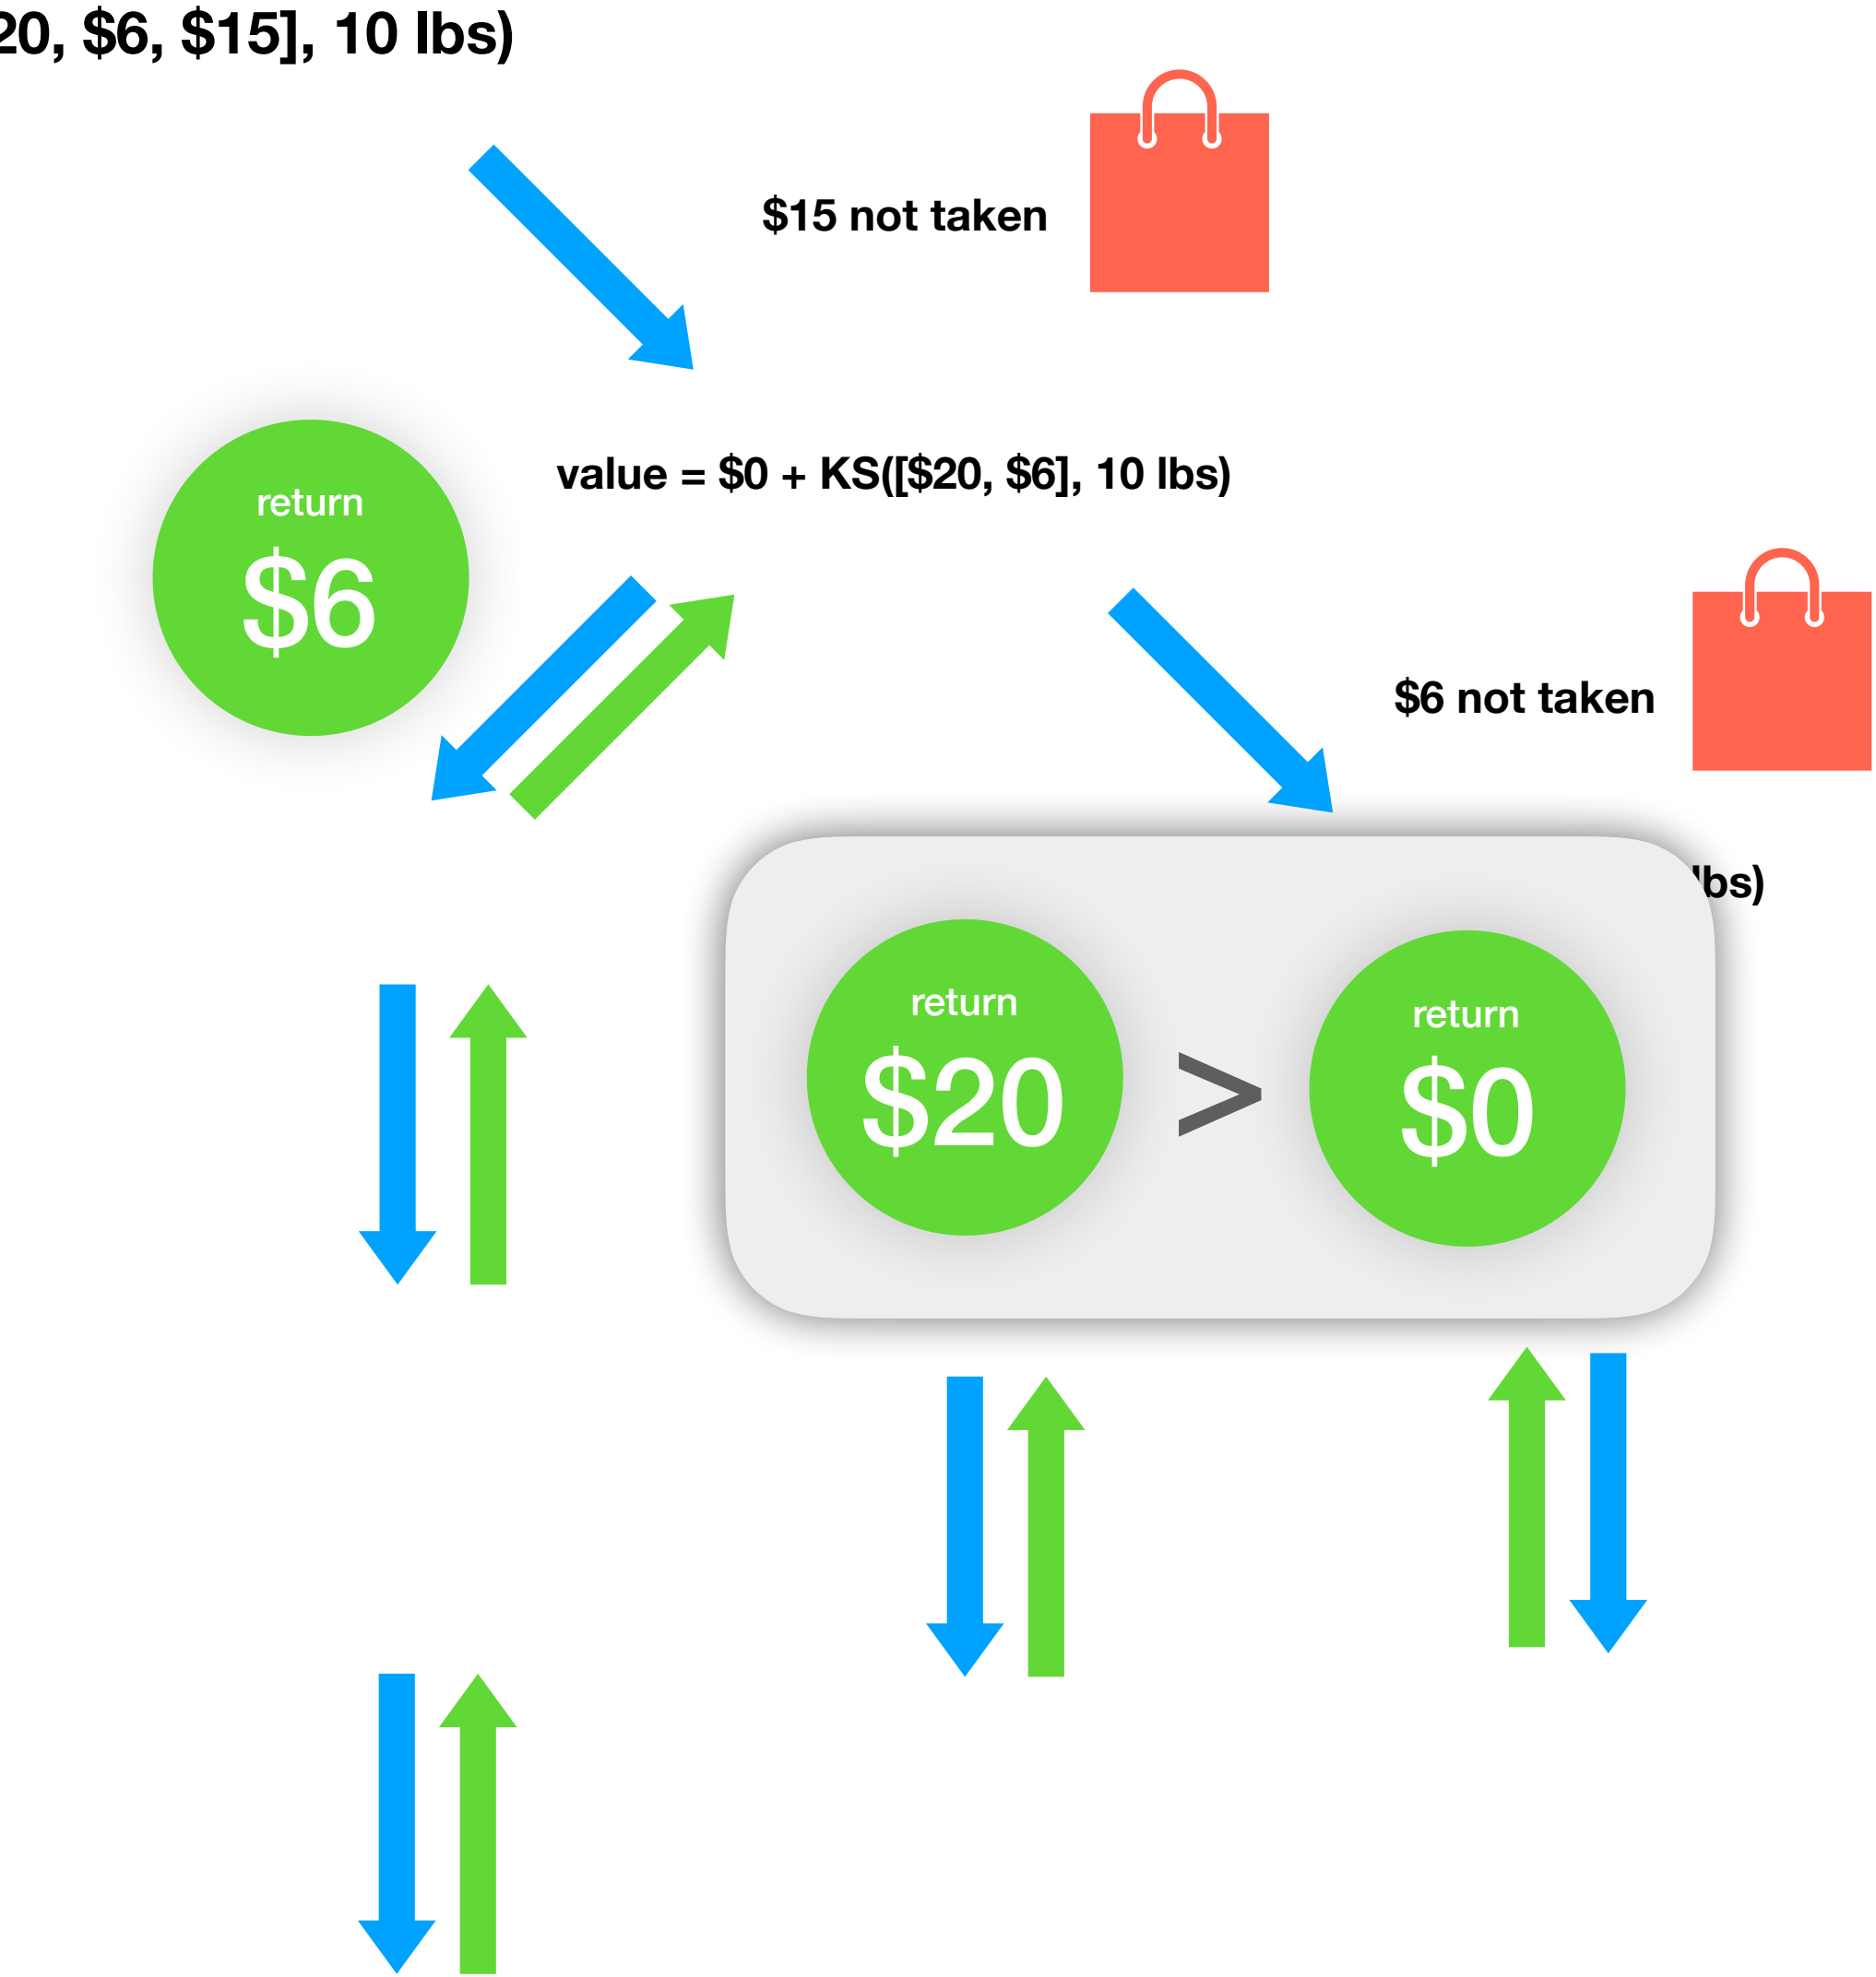 20, $6, $15], 10 lbs)
$15 not taken
value = $0 + KS([$20, $6], 10 lbs)
return
$6
$6 not taken
lbs)
return
$20
>
return
$0